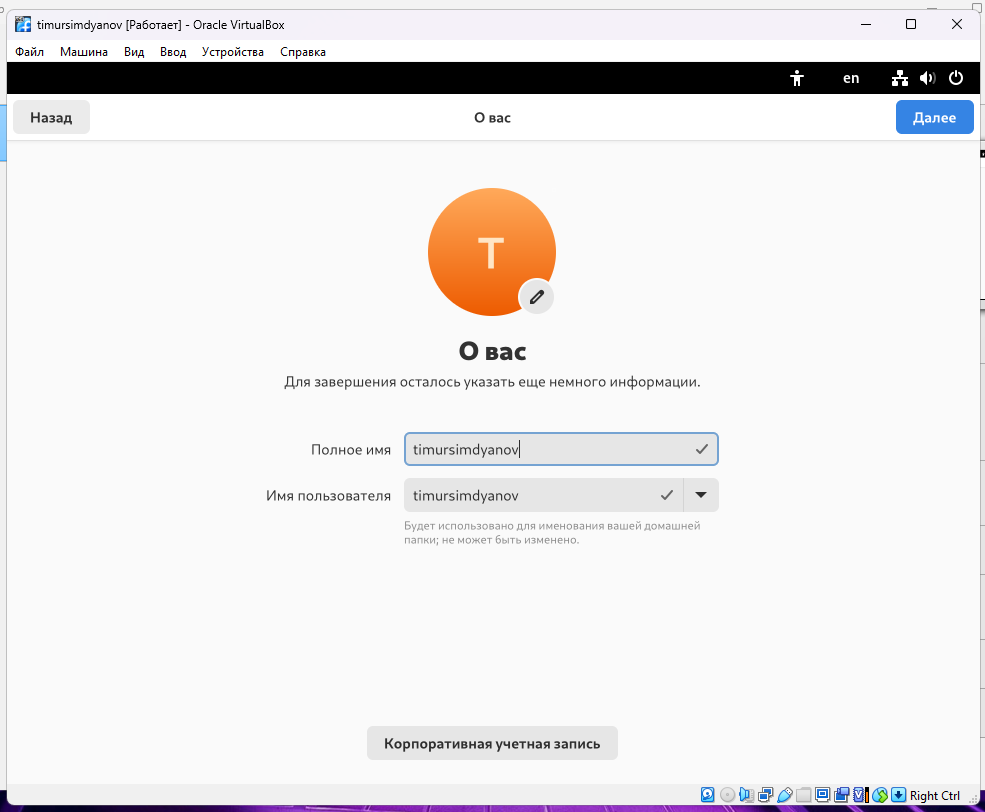 timursimdyanov [Работает] - Oracle VirtualBox
Файл Машина Вид Ввод Устройства Справка
en
Назад О вас Далее
T
О вас
Для завершения осталось указать еще немного информации.
Полное имя timursimdyanov
Имя пользователя timursimdyanov
Будет использовано для именования вашей домашней
папки; не может быть изменено.
Корпоративная учетная запись
Right Ctrl